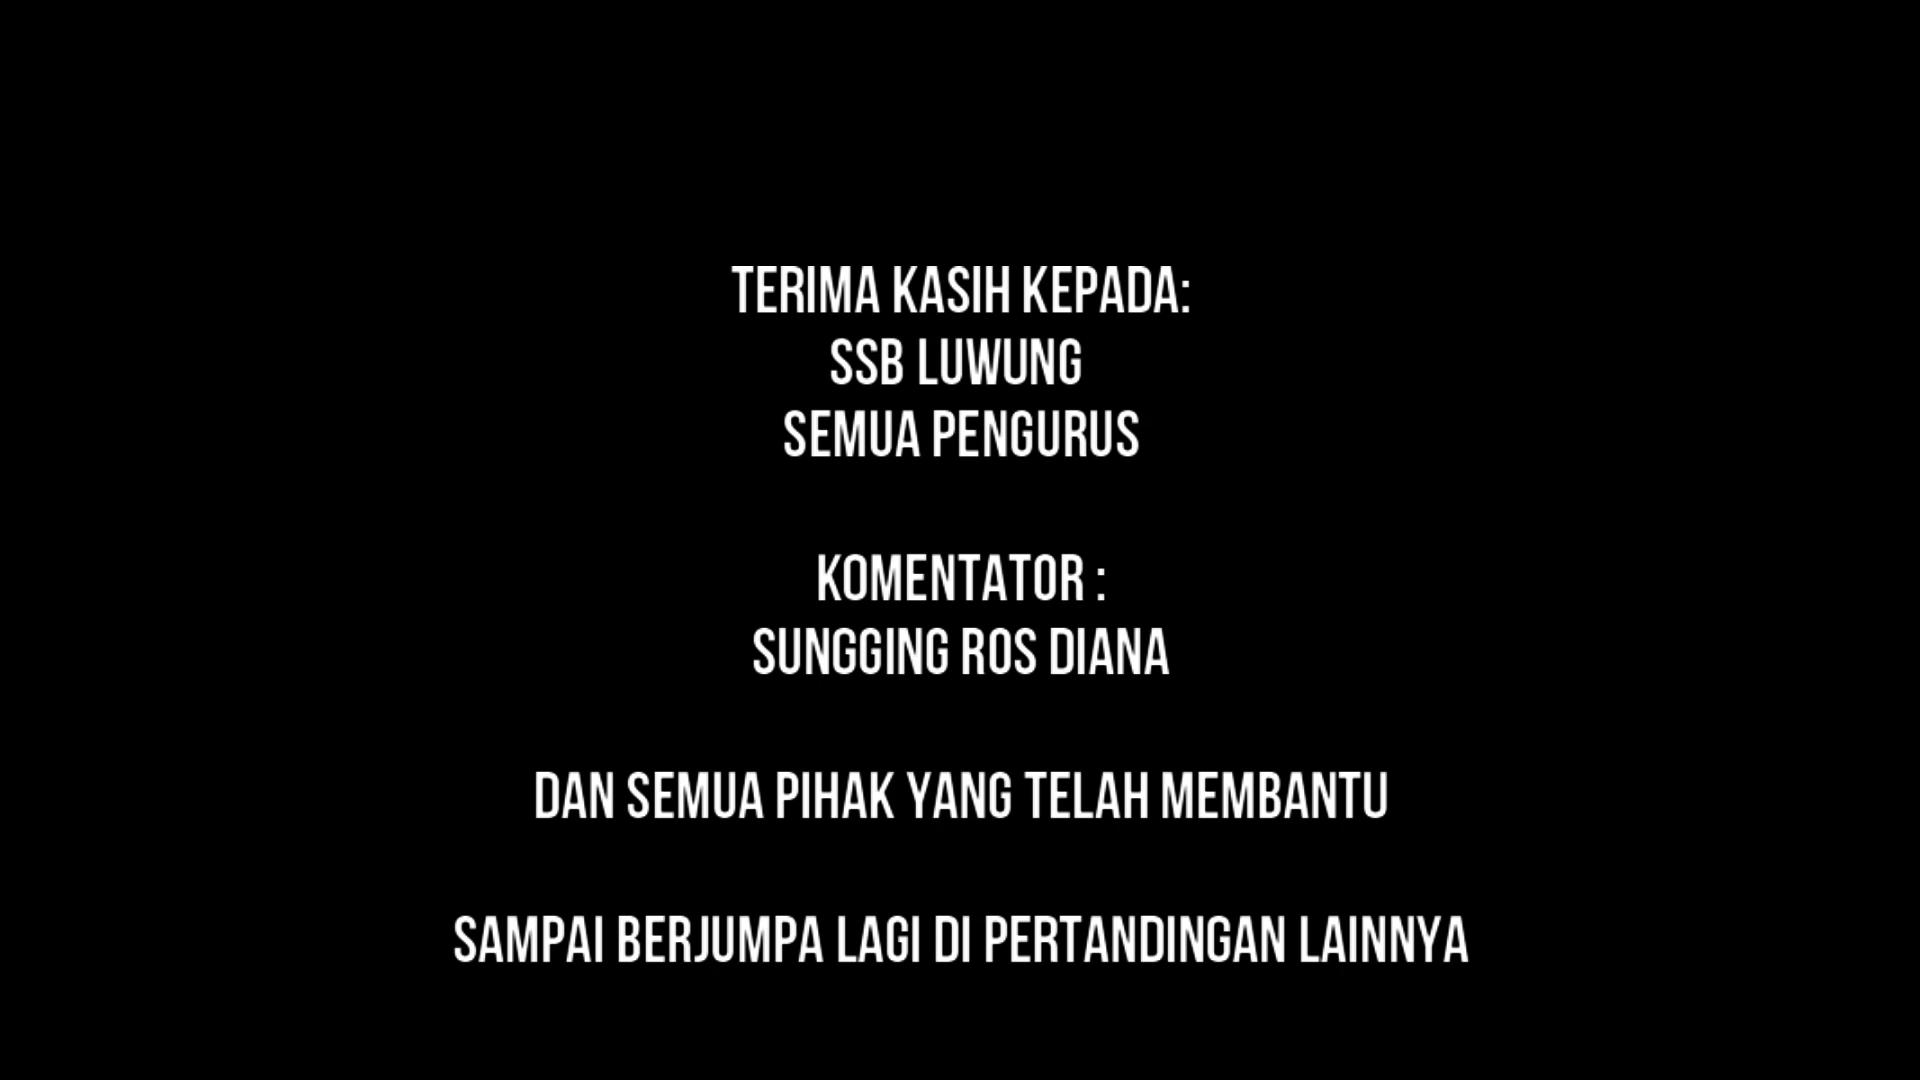 TERIMA KASIH KEPADA:
SSB LUWUNG
SEMUA PENGURUS
KOMENTATOR :
SUNGGING ROS DIANA
DAN SEMUA PIHAK YANG TELAH MEMBANTU
SAMPAI BERJUMPA LAGI DI PERTANDINGAN LAINNYA